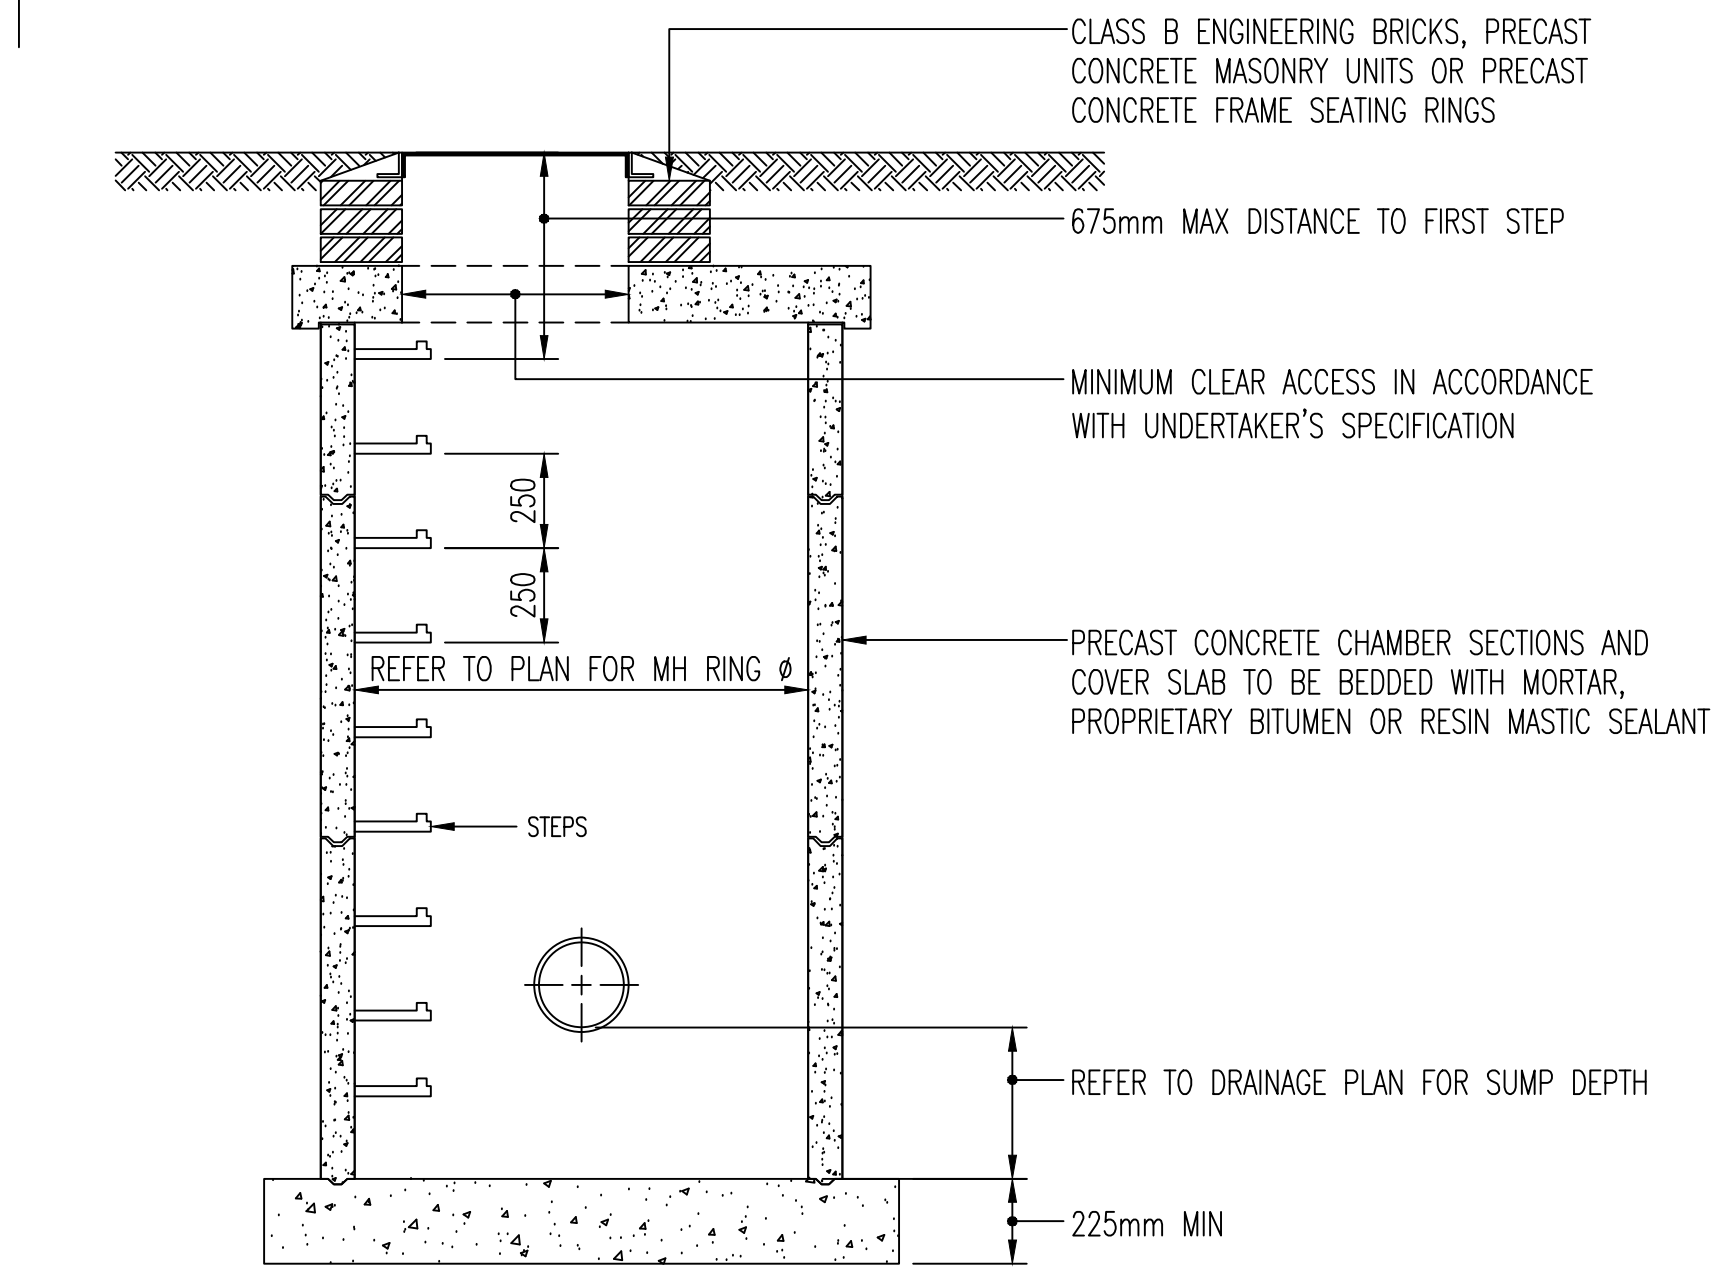 CLASS B ENGINEERING BRICKS, PRECAST
CONCRETE MASONRY UNITS OR PRECAST
CONCRETE FRAME SEATING RINGS
675mm MAX DISTANCE TO FIRST STEP
MINIMUM CLEAR ACCESS IN ACCORDANCE
WITH UNDERTAKER'S SPECIFICATION
250
250
REFER TO PLAN FOR MH RING ø
PRECAST CONCRETE CHAMBER SECTIONS AND
COVER SLAB TO BE BEDDED WITH MORTAR,
PROPRIETARY BITUMEN OR RESIN MASTIC SEALANT
STEPS
REFER TO DRAINAGE PLAN FOR SUMP DEPTH
225mm MIN